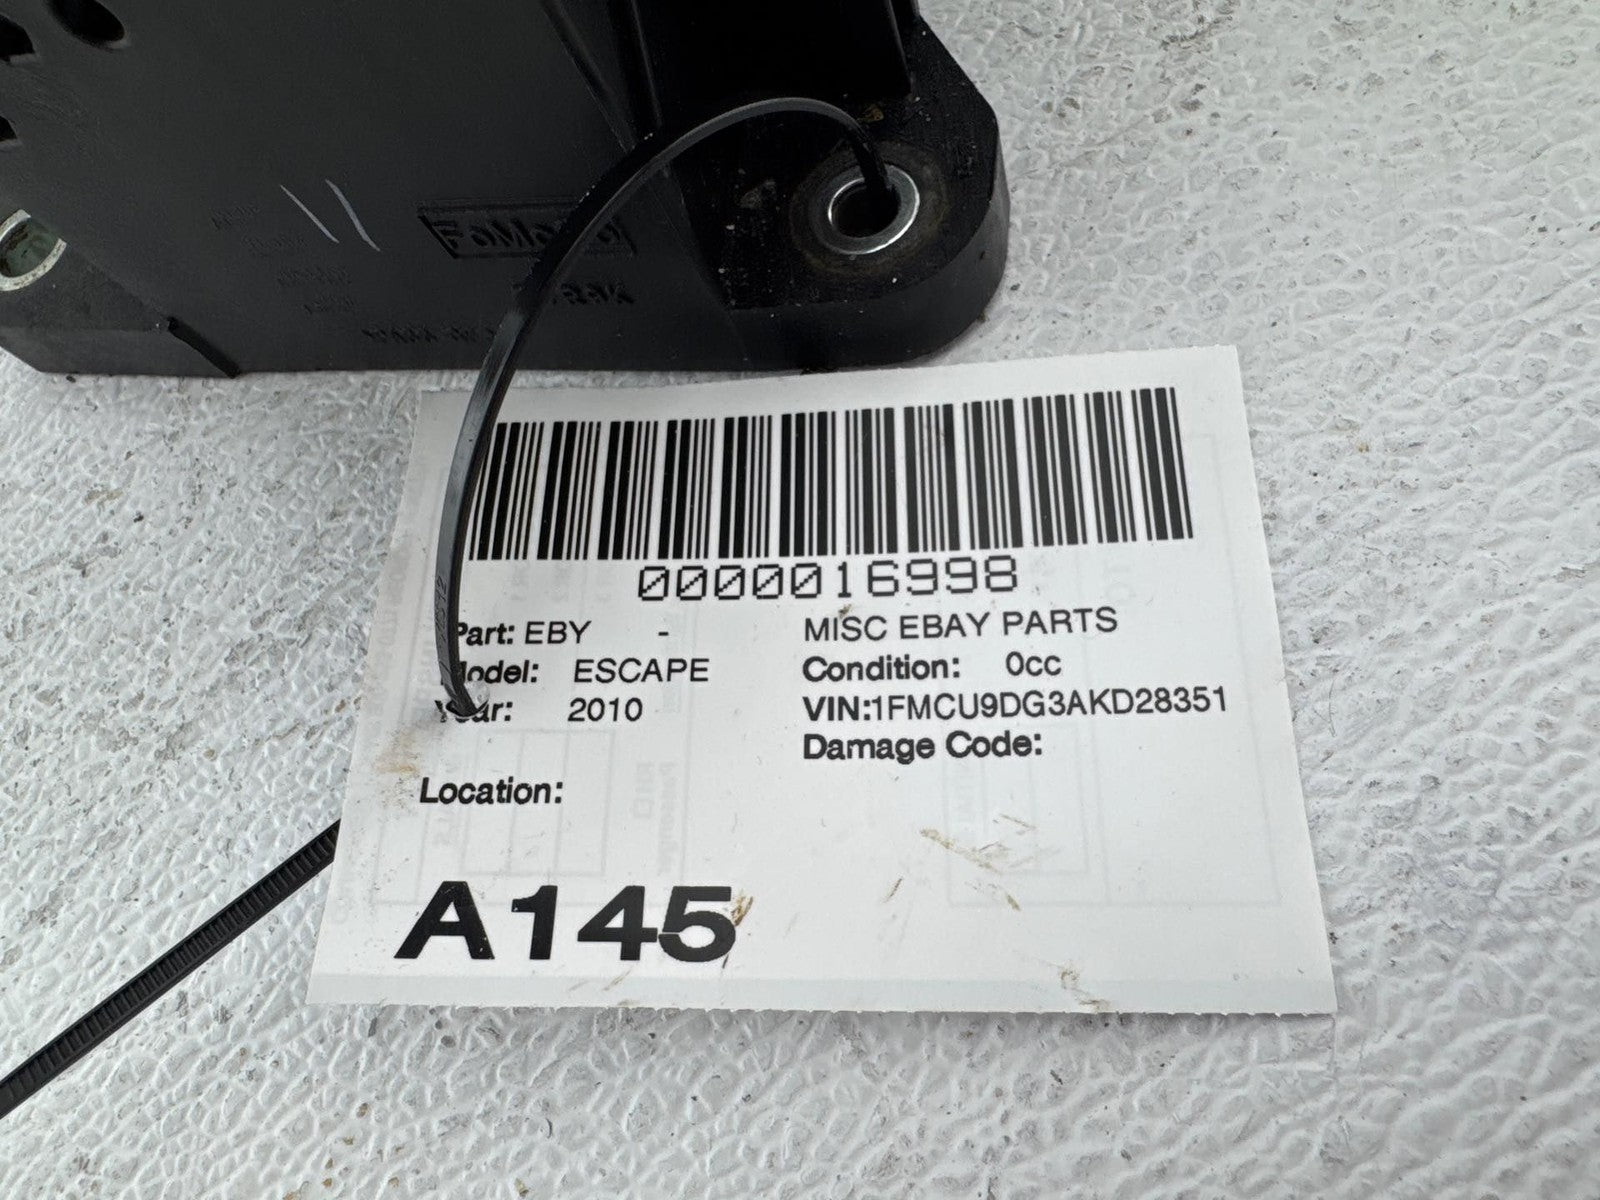 FoMoCo
0000016998
Part: EBY - MISC EBAY PARTS
Model: ESCAPE Condition: 0cc
Year: 2010 VIN:1FMCU9DG3AKD28351
Damage Code:
Location:
A145